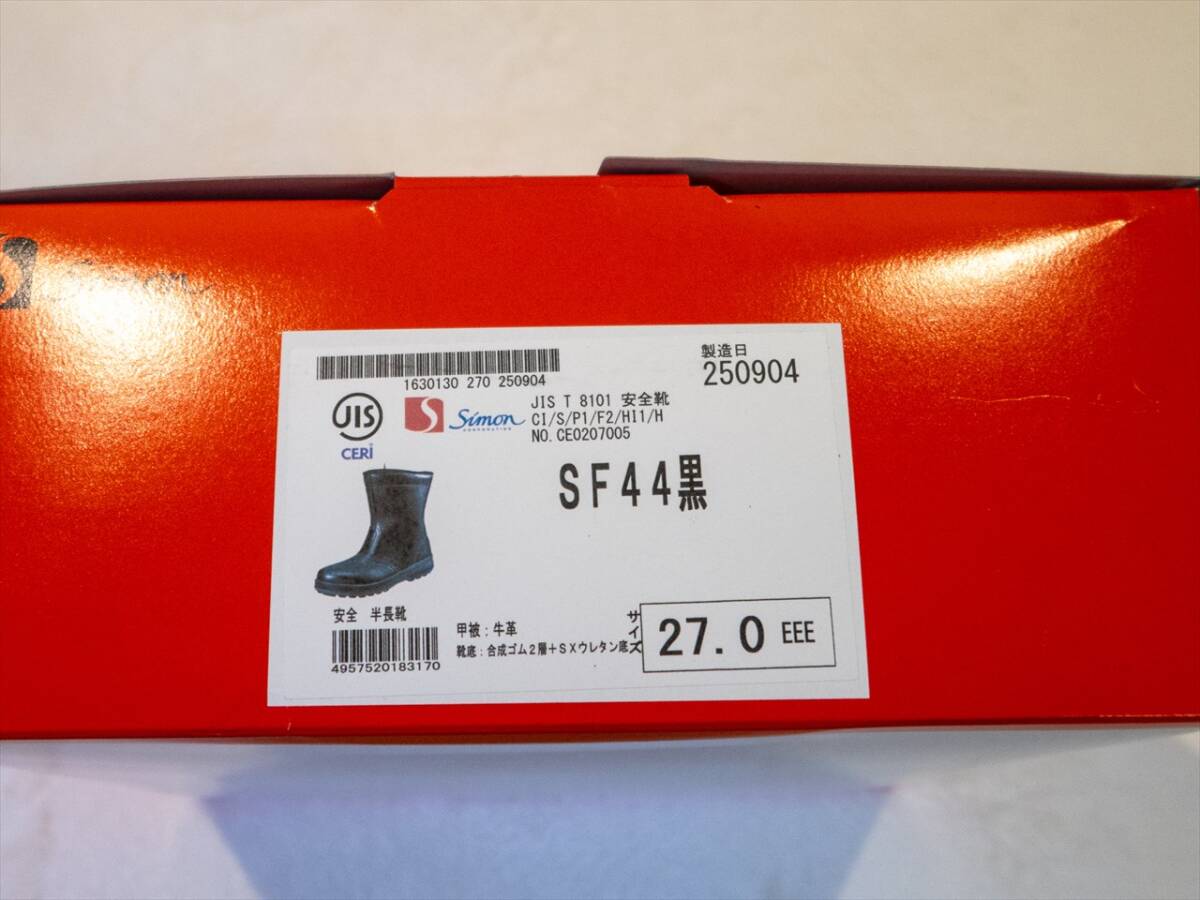 Simon
製造日
250904
1630130 270 250904
JIS
CERI
S Simon
CORPORATION
JIS T 8101 安全靴
CI/S/P1/F2/HI1/H
NO.CE0207005
SF44黒
安全 半長靴
4957520183170
甲被:牛革
靴底:合成ゴム2層+SXウレタン底
サイズ
27.0 EEE